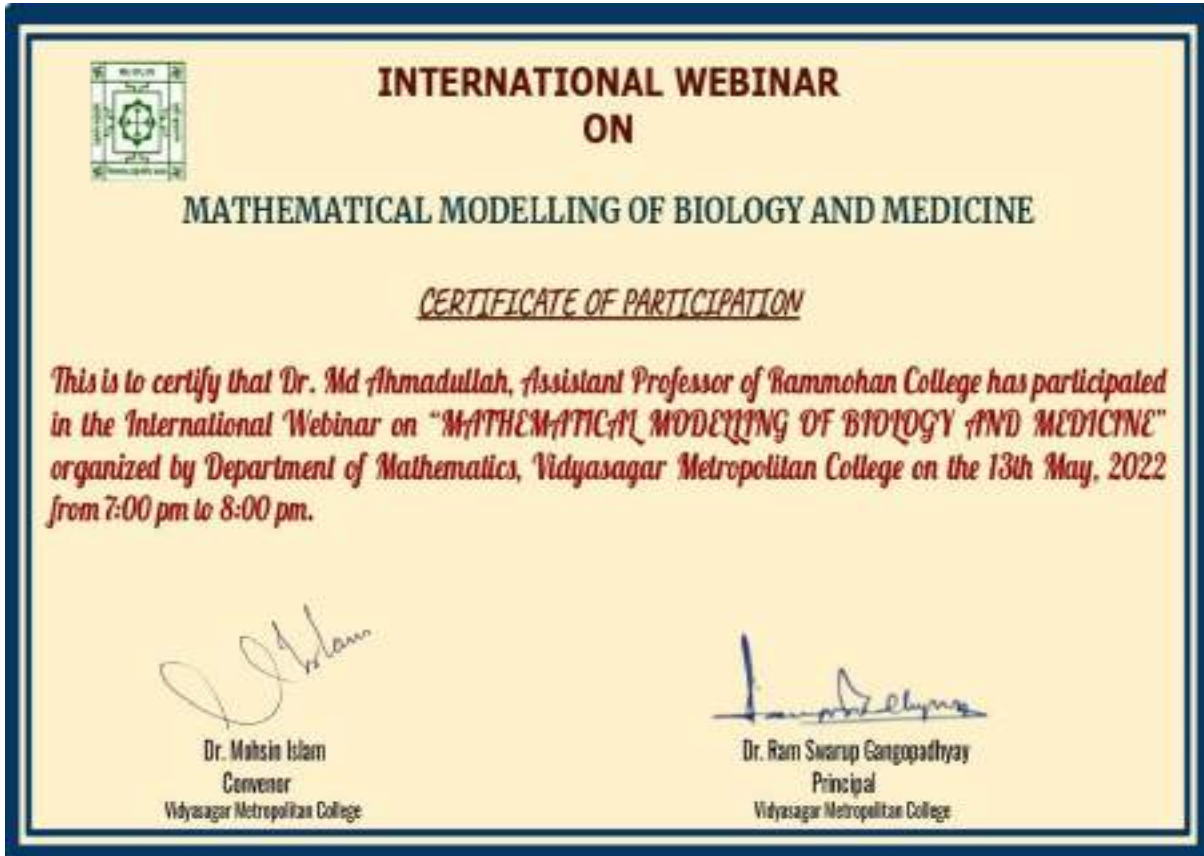 INTERNATIONAL WEBINAR
ON
MATHEMATICAL MODELLING OF BIOLOGY AND MEDICINE
CERTIFICATE OF PARTICIPATION
This is to certify that Dr. Md Ahmadullah, Assistant Professor of Rammohan College has participated
in the International Webinar on “MATHEMATICAL MODELLING OF BIOLOGY AND MEDICINE”
organized by Department of Mathematics, Vidyasagar Metropolitan College on the 13th May, 2022
from 7:00 pm to 8:00 pm.
Dr. Mohsin Islam
Convenor
Vidyasagar Metropolitan College
Dr. Ram Swarup Gangopadhyay
Principal
Vidyasagar Metropolitan College